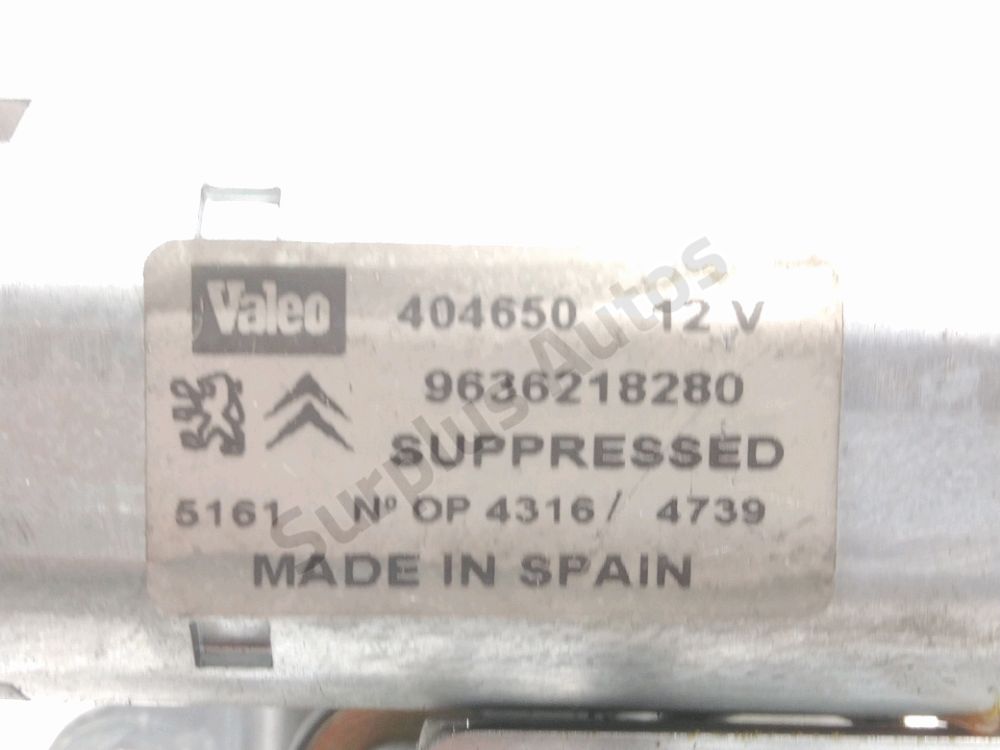 Valeo 404650 12 V
9636218280
SUPPRESSED
5161 Nº OP 4316 / 4739
MADE IN SPAIN
Surplus Autos